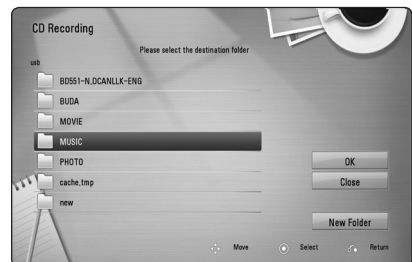 CD Recording
Please select the destination folder
usb
BD551-N,DCANLLK-ENG
BUDA
MOVIE
MUSIC
PHOTO
cache,tmp
new
OK
Close
New Folder
Move Select Return